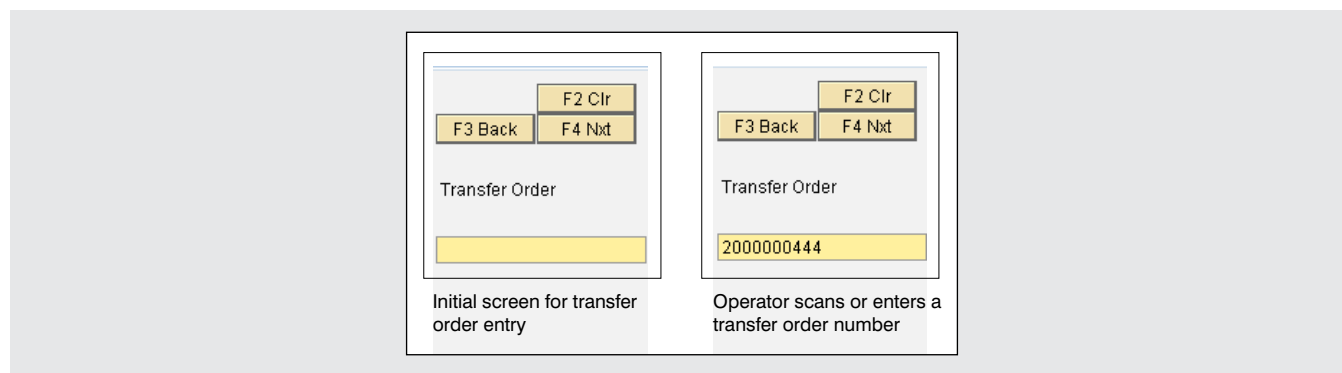 F2 Clr
F3 Back F4 Nxt
Transfer Order
Initial screen for transfer
order entry
F2 Clr
F3 Back F4 Nxt
Transfer Order
2000000444
Operator scans or enters a
transfer order number